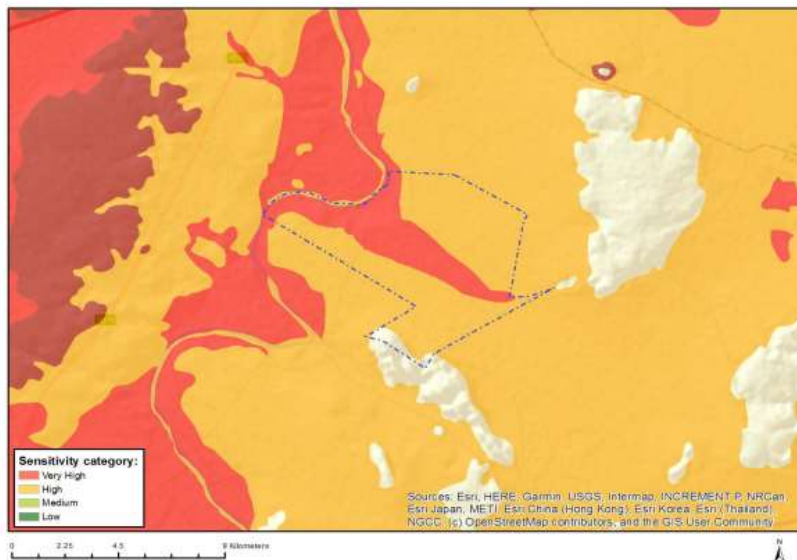 Sensitivity category:
Very High
High
Medium
Low
Sources: Esri, HERE, Garmin, USGS, Intermap, INCREMENT P, NRCan,
Esri Japan, METI, Esri China (Hong Kong), Esri Korea, Esri (Thailand),
NGCC, (c) OpenStreetMap contributors, and the GIS User Community
0 2.25 4.5 9 Kilometers
N